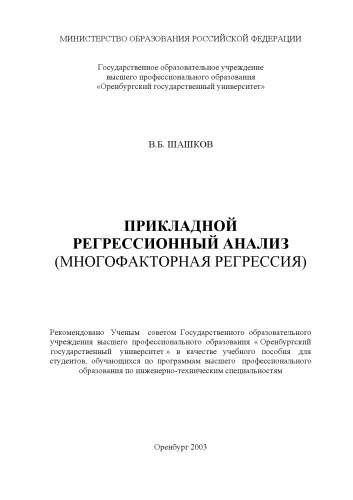 МИНИСТЕРСТВО ОБРАЗОВАНИЯ РОССИЙСКОЙ ФЕДЕРАЦИИ
Государственное образовательное учреждение
высшего профессионального образования
«Оренбургский государственный университет»
В.Б. ШАШКОВ
ПРИКЛАДНОЙ
РЕГРЕССИОННЫЙ АНАЛИЗ
(МНОГОФАКТОРНАЯ РЕГРЕССИЯ)
Рекомендовано Ученым советом Государственного образовательного
учреждения высшего профессионального образования « Оренбургский
государственный университет » в качестве учебного пособия для
студентов, обучающихся по программам высшего профессионального
образования по инженерно-техническим специальностям
Оренбург 2003